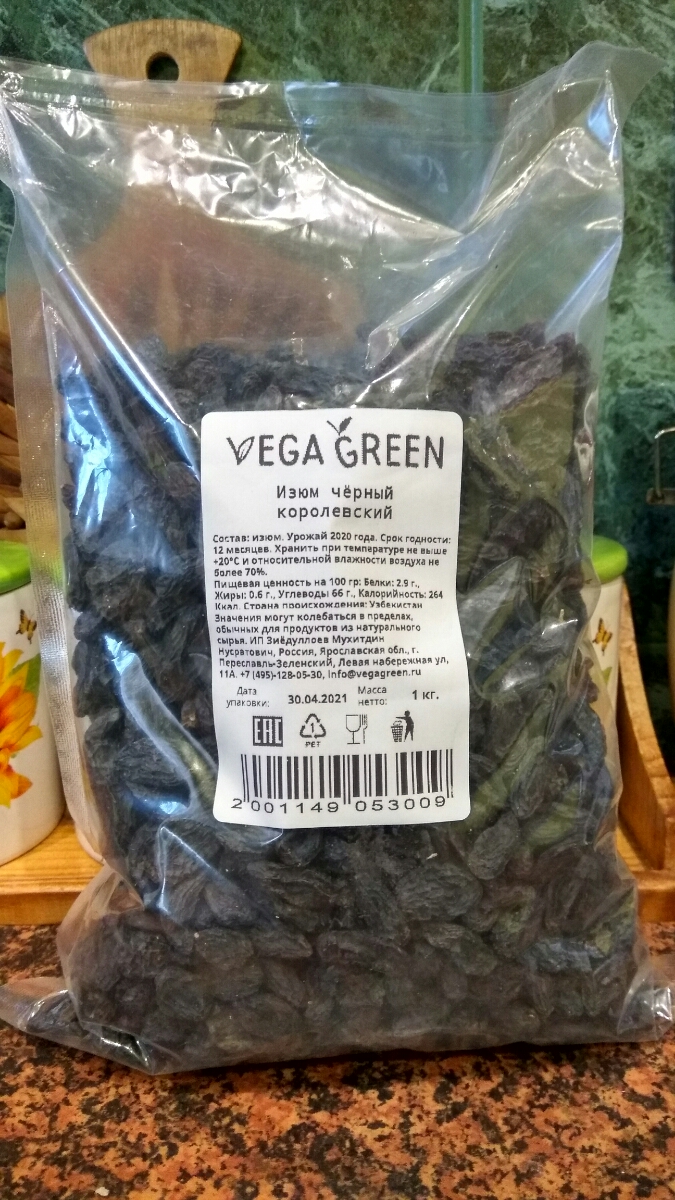 VEGA GREEN
Изюм чёрный
королевский
Состав: изюм. Урожай 2020 года. Срок годности:
12 месяцев. Хранить при температуре не выше
+20°C и относительной влажности воздуха не
более 70%.
Пищевая ценность на 100 гр: Белки: 2.9 г.,
Жиры: 0.6 г., Углеводы: 66 г., Калорийность: 264
Ккал. Страна происхождения: Узбекистан
Значения могут колебаться в пределах,
обычных для продуктов из натурального
сырья. ИП Зиёдуллоев Мухитдин
Нусратович, Россия, Ярославская обл., г.
Переславль-Зеленский, Левая набережная ул,
11А. +7 (495)-128-05-30, info@vegagreen.ru
Дата упаковки: 30.04.2021 Масса нетто: 1 кг.
EAC 1 PET
2 001149 053009